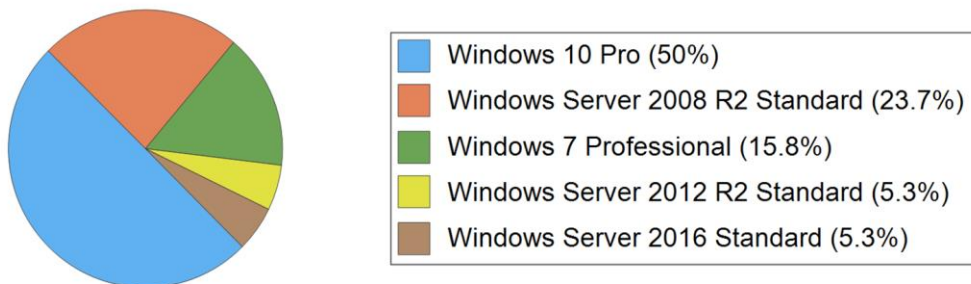 Windows 10 Pro (50%)
Windows Server 2008 R2 Standard (23.7%)
Windows 7 Professional (15.8%)
Windows Server 2012 R2 Standard (5.3%)
Windows Server 2016 Standard (5.3%)